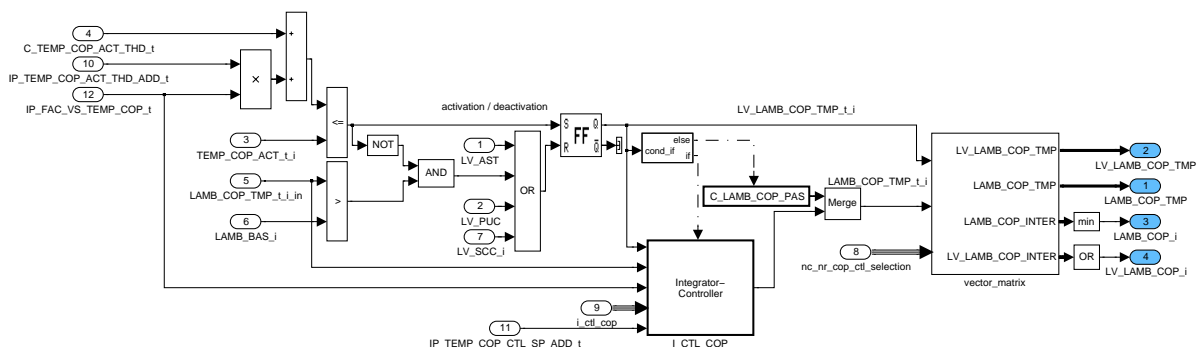 4
C_TEMP_COP_ACT_THD_t
10
IP_TEMP_COP_ACT_THD_ADD_t
12
IP_FAC_VS_TEMP_COP_t
+
+
×
3
TEMP_COP_ACT_t_i
5
LAMB_COP_TMP_t_i_in
6
LAMB_BAS_i
<=
>
NOT
AND
activation / deactivation
1
LV_AST
2
LV_PUC
7
LV_SCC_i
OR
S Q
R Q
FF
LV_LAMB_COP_TMP_t_i
cond_if
else
if
C_LAMB_COP_PAS
Merge
LAMB_COP_TMP_t_i
Integrator–
Controller
I_CTL_COP
9
i_ctl_cop
11
IP_TEMP_COP_CTL_SP_ADD_t
8
nc_nr_cop_ctl_selection
LV_LAMB_COP_TMP
LAMB_COP_TMP
LAMB_COP_INTER
LV_LAMB_COP_INTER
vector_matrix
min
OR
2
LV_LAMB_COP_TMP
1
LAMB_COP_TMP
3
LAMB_COP_i
4
LV_LAMB_COP_i